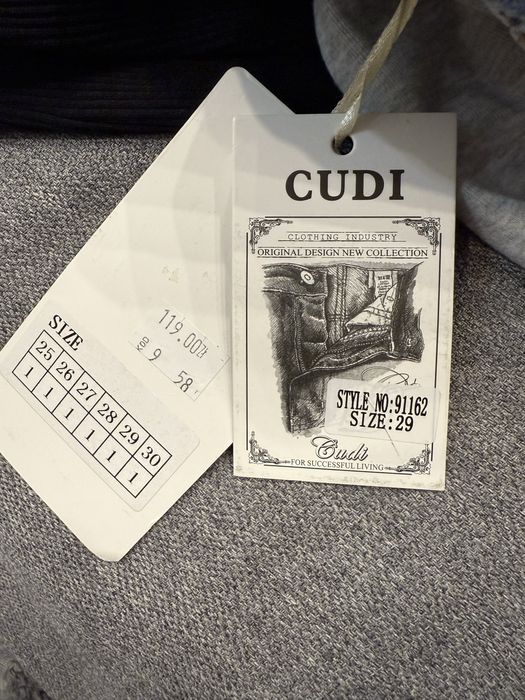 CUDI
CLOTHING INDUSTRY
ORIGINAL DESIGN NEW COLLECTION
STYLE NO:91162
SIZE:29
Cudi
FOR SUCCESSFUL LIVING
119.00zł
9 58
SIZE
25 26 27 28 29 30
1 1 1 1 1 1